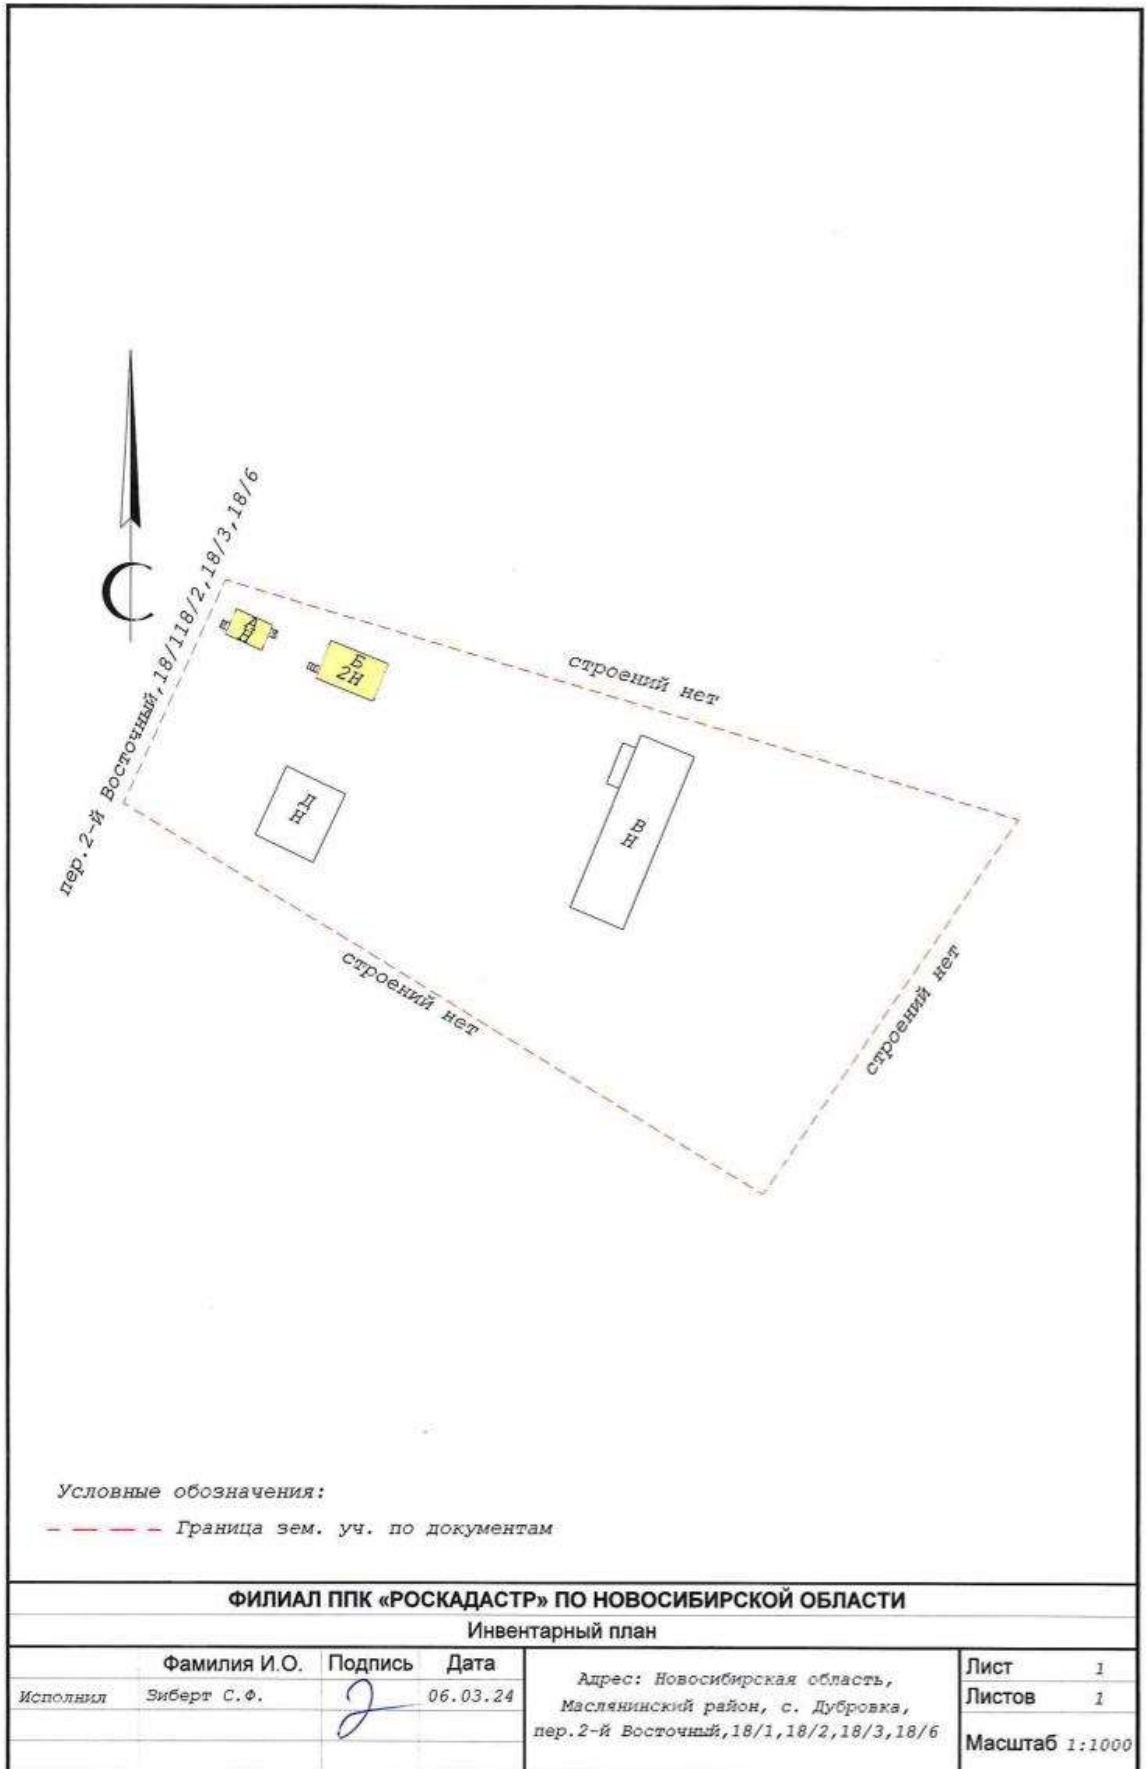 С
пер.2-й Восточный,18/118/2,18/3,18/6
А
Н
Б
2Н
строений нет
Д
Н
В
Н
строений нет
строений нет
Условные обозначения:
Граница зем. уч. по документам
ФИЛИАЛ ППК «РОСКАДАСТР» ПО НОВОСИБИРСКОЙ ОБЛАСТИ
Инвентарный план
Фамилия И.О. Подпись Дата
Исполнил Зиберт С.Ф. 06.03.24
Адрес: Новосибирская область,
Маслянинский район, с. Дубровка,
пер.2-й Восточный,18/1,18/2,18/3,18/6
Лист 1
Листов 1
Масштаб 1:1000